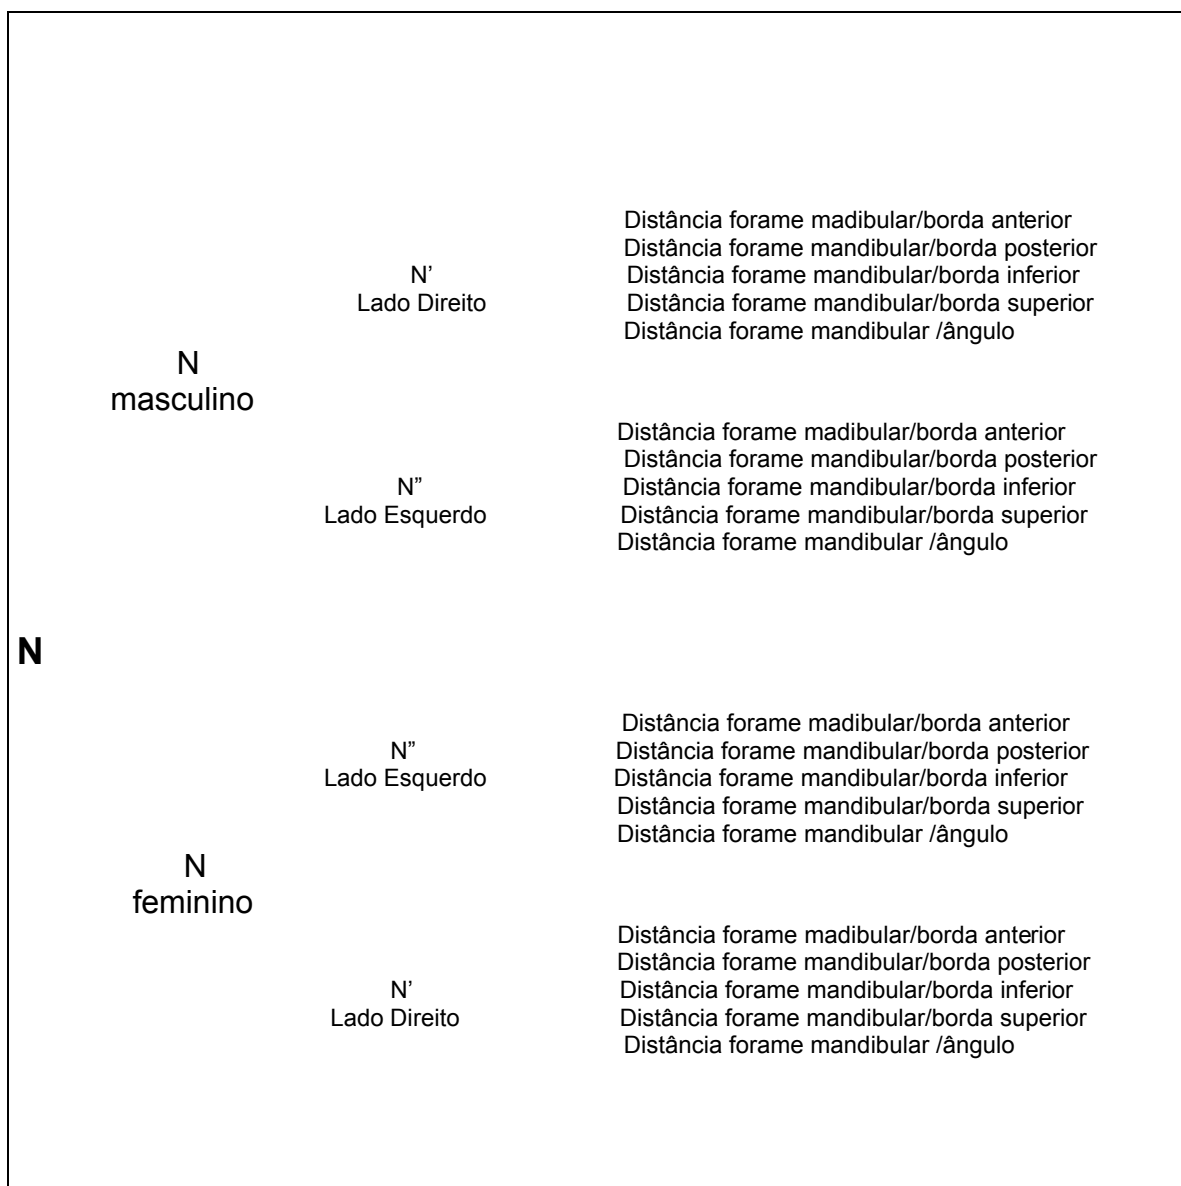 Distância forame madibular/borda anterior
Distância forame mandibular/borda posterior
N’ Distância forame mandibular/borda inferior
Lado Direito Distância forame mandibular/borda superior
Distância forame mandibular /ângulo
N
masculino
Distância forame madibular/borda anterior
Distância forame mandibular/borda posterior
N” Distância forame mandibular/borda inferior
Lado Esquerdo Distância forame mandibular/borda superior
Distância forame mandibular /ângulo
N
Distância forame madibular/borda anterior
N” Distância forame mandibular/borda posterior
Lado Esquerdo Distância forame mandibular/borda inferior
Distância forame mandibular/borda superior
Distância forame mandibular /ângulo
N
feminino
Distância forame madibular/borda anterior
Distância forame mandibular/borda posterior
N’ Distância forame mandibular/borda inferior
Lado Direito Distância forame mandibular/borda superior
Distância forame mandibular /ângulo